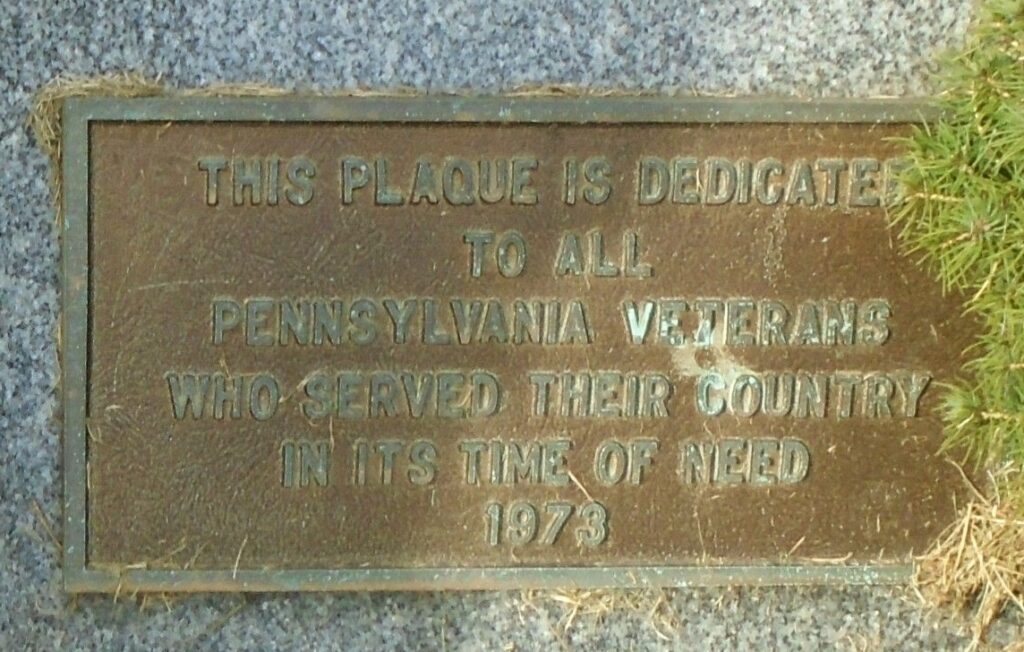 THIS PLAQUE IS DEDICATED
TO ALL
PENNSYLVANIA VETERANS
WHO SERVED THEIR COUNTRY
IN ITS TIME OF NEED
1973